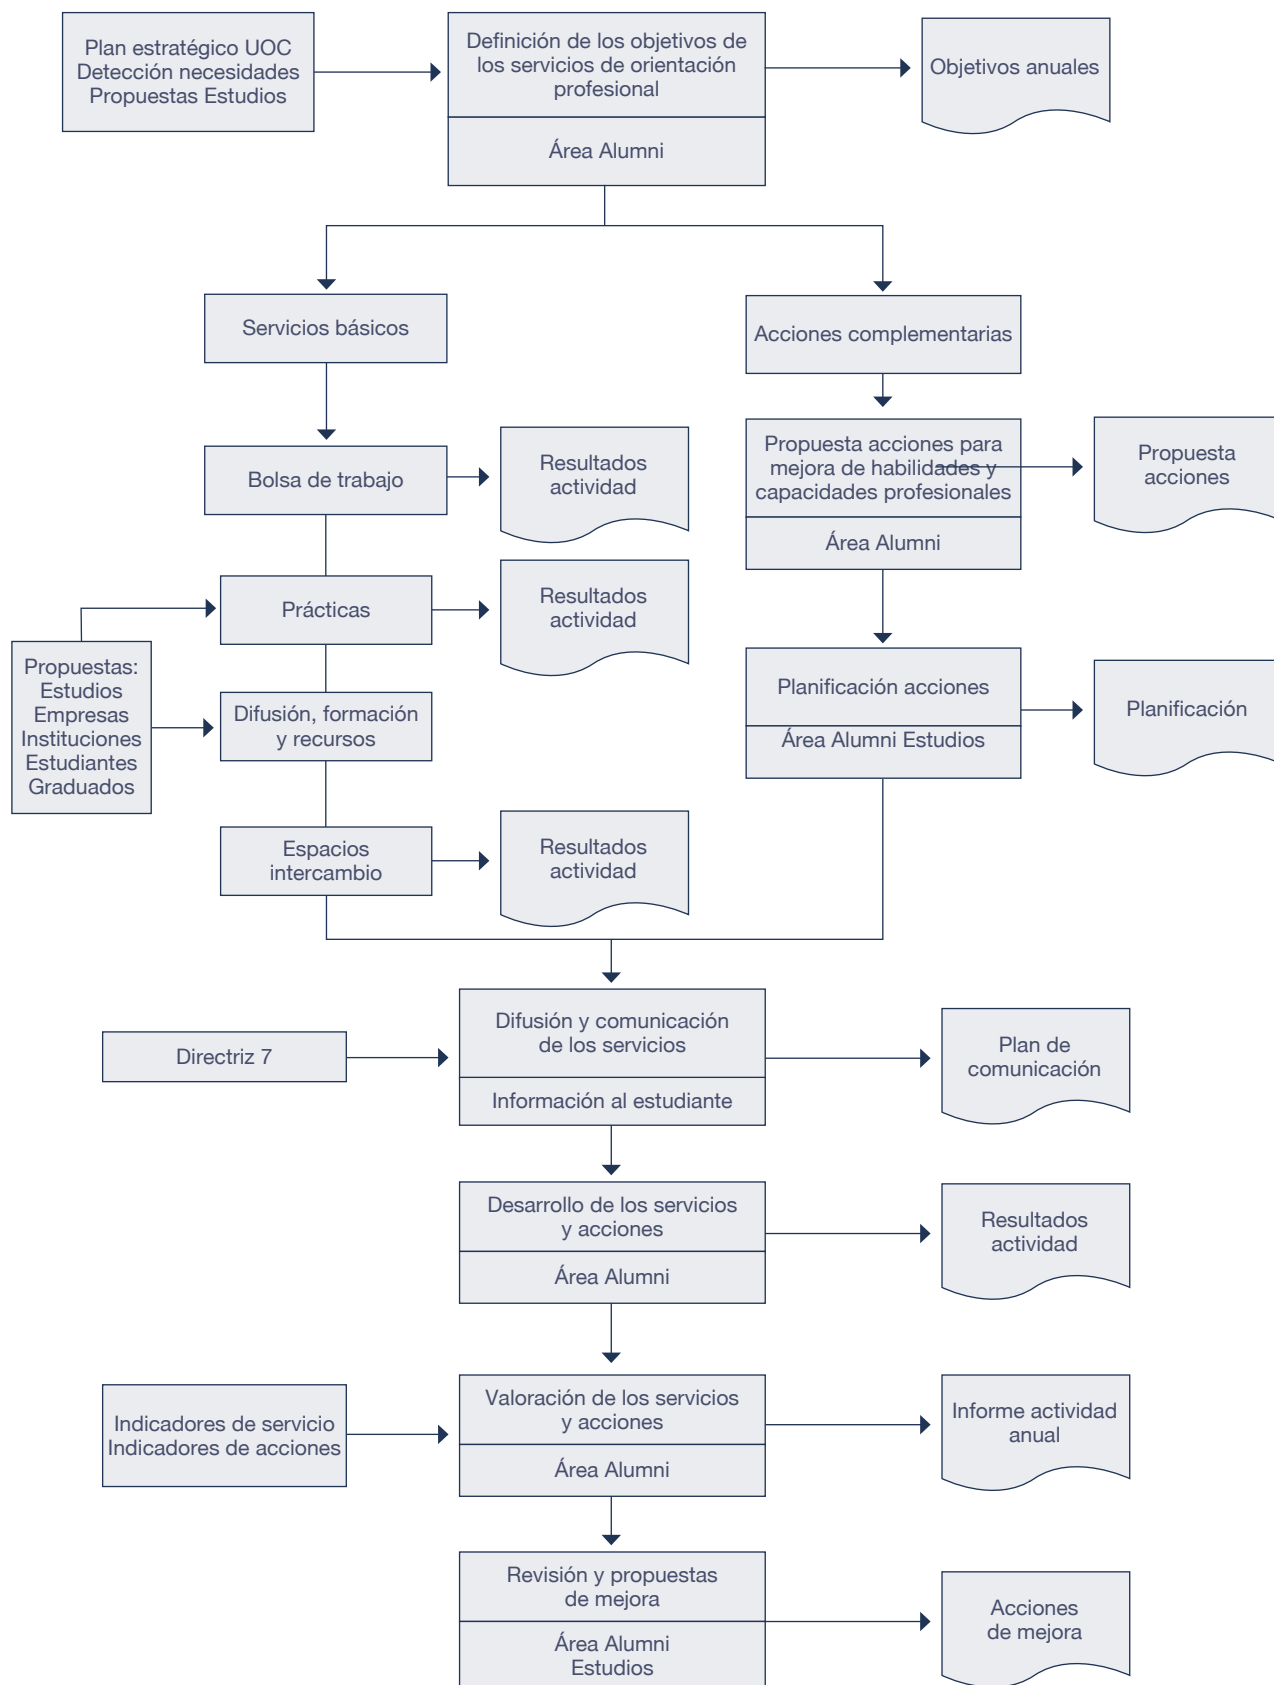 Plan estratégico UOC
Detección necesidades
Propuestas Estudios
Definición de los objetivos de
los servicios de orientación
profesional
Área Alumni
Objetivos anuales
Servicios básicos
Acciones complementarias
Bolsa de trabajo
Resultados
actividad
Propuesta acciones para
mejora de habilidades y
capacidades profesionales
Área Alumni
Propuesta
acciones
Prácticas
Resultados
actividad
Propuestas:
Estudios
Empresas
Instituciones
Estudiantes
Graduados
Difusión, formación
y recursos
Planificación acciones
Área Alumni Estudios
Planificación
Espacios
intercambio
Resultados
actividad
Directriz 7
Difusión y comunicación
de los servicios
Información al estudiante
Plan de
comunicación
Desarrollo de los servicios
y acciones
Área Alumni
Resultados
actividad
Indicadores de servicio
Indicadores de acciones
Valoración de los servicios
y acciones
Área Alumni
Informe actividad
anual
Revisión y propuestas
de mejora
Área Alumni
Estudios
Acciones
de mejora